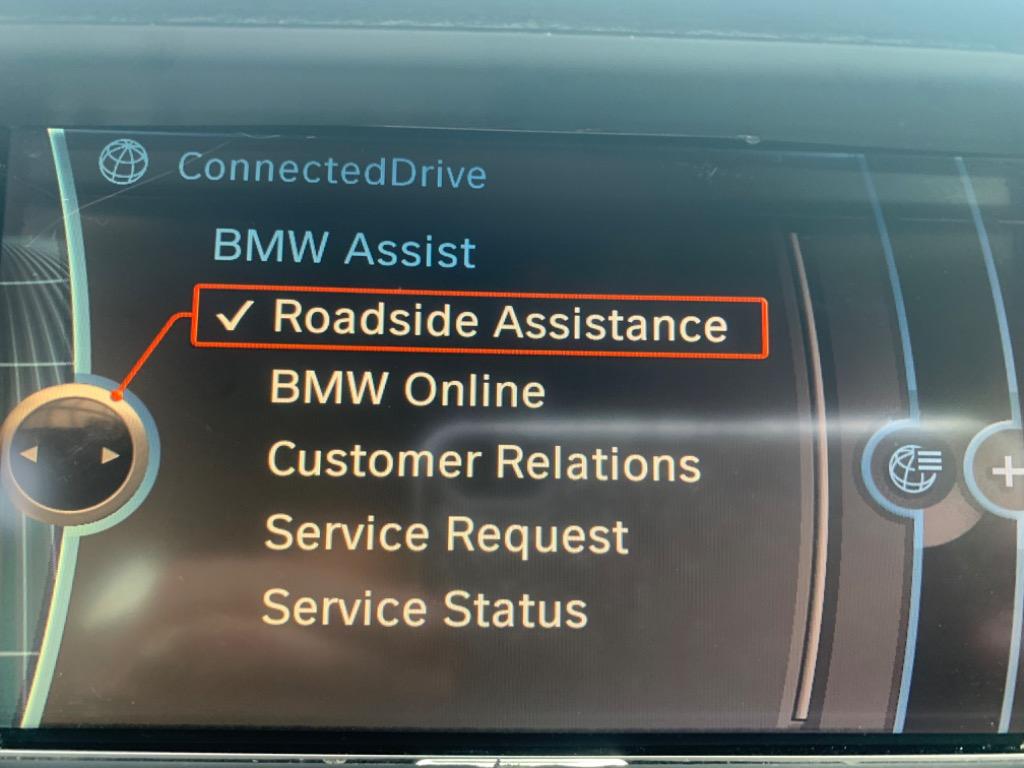 ConnectedDrive
BMW Assist
✓ Roadside Assistance
BMW Online
Customer Relations
Service Request
Service Status